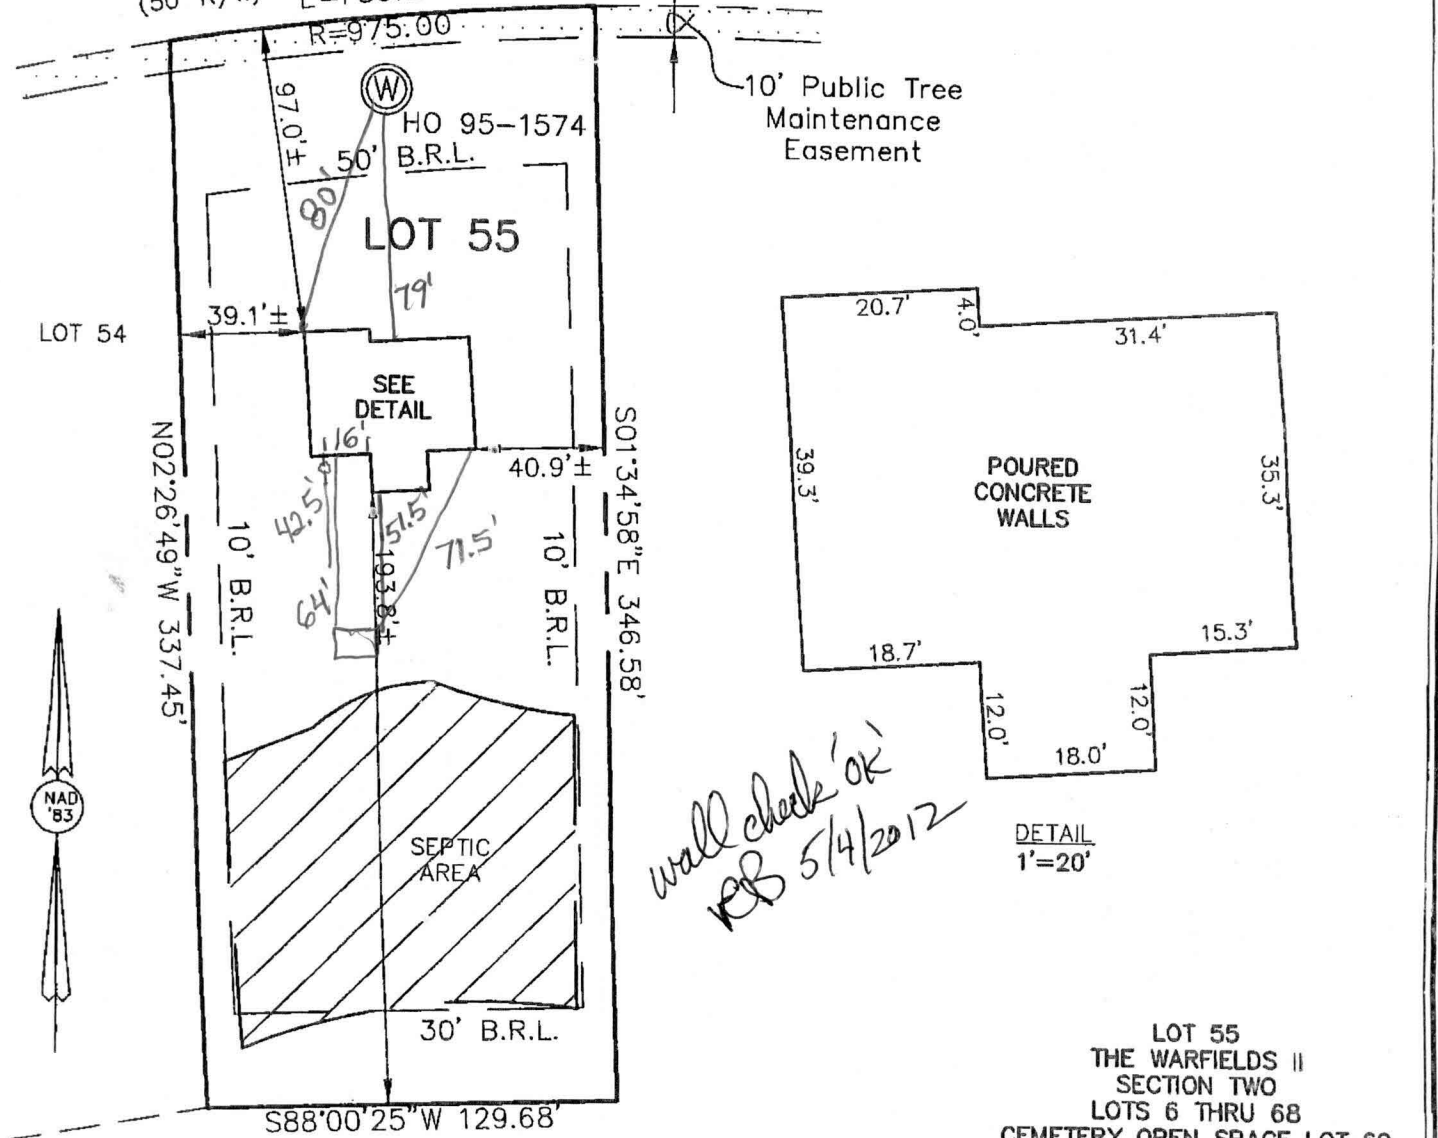 R=975.00
W
HO 95-1574
50' B.R.L.
97.0'±
80'
79'
10' Public Tree
Maintenance
Easement
LOT 55
39.1'±
LOT 54
SEE
DETAIL
16'
40.9'±
42.5'
51.5'
71.5'
64'
193.8'±
N02°26'49"W 337.45'
S01°34'58"E 346.58'
10' B.R.L.
10' B.R.L.
NAD
'83
SEPTIC
AREA
30' B.R.L.
S88°00'25"W 129.68'
20.7'
4.0'
31.4'
39.3'
POURED
CONCRETE
WALLS
35.3'
18.7'
15.3'
12.0'
12.0'
18.0'
DETAIL
1'=20'
wall check 'OK'
5/4/2012
LOT 55
THE WARFIELDS II
SECTION TWO
LOTS 6 THRU 68
CEMETERY OPEN SPACE LOT